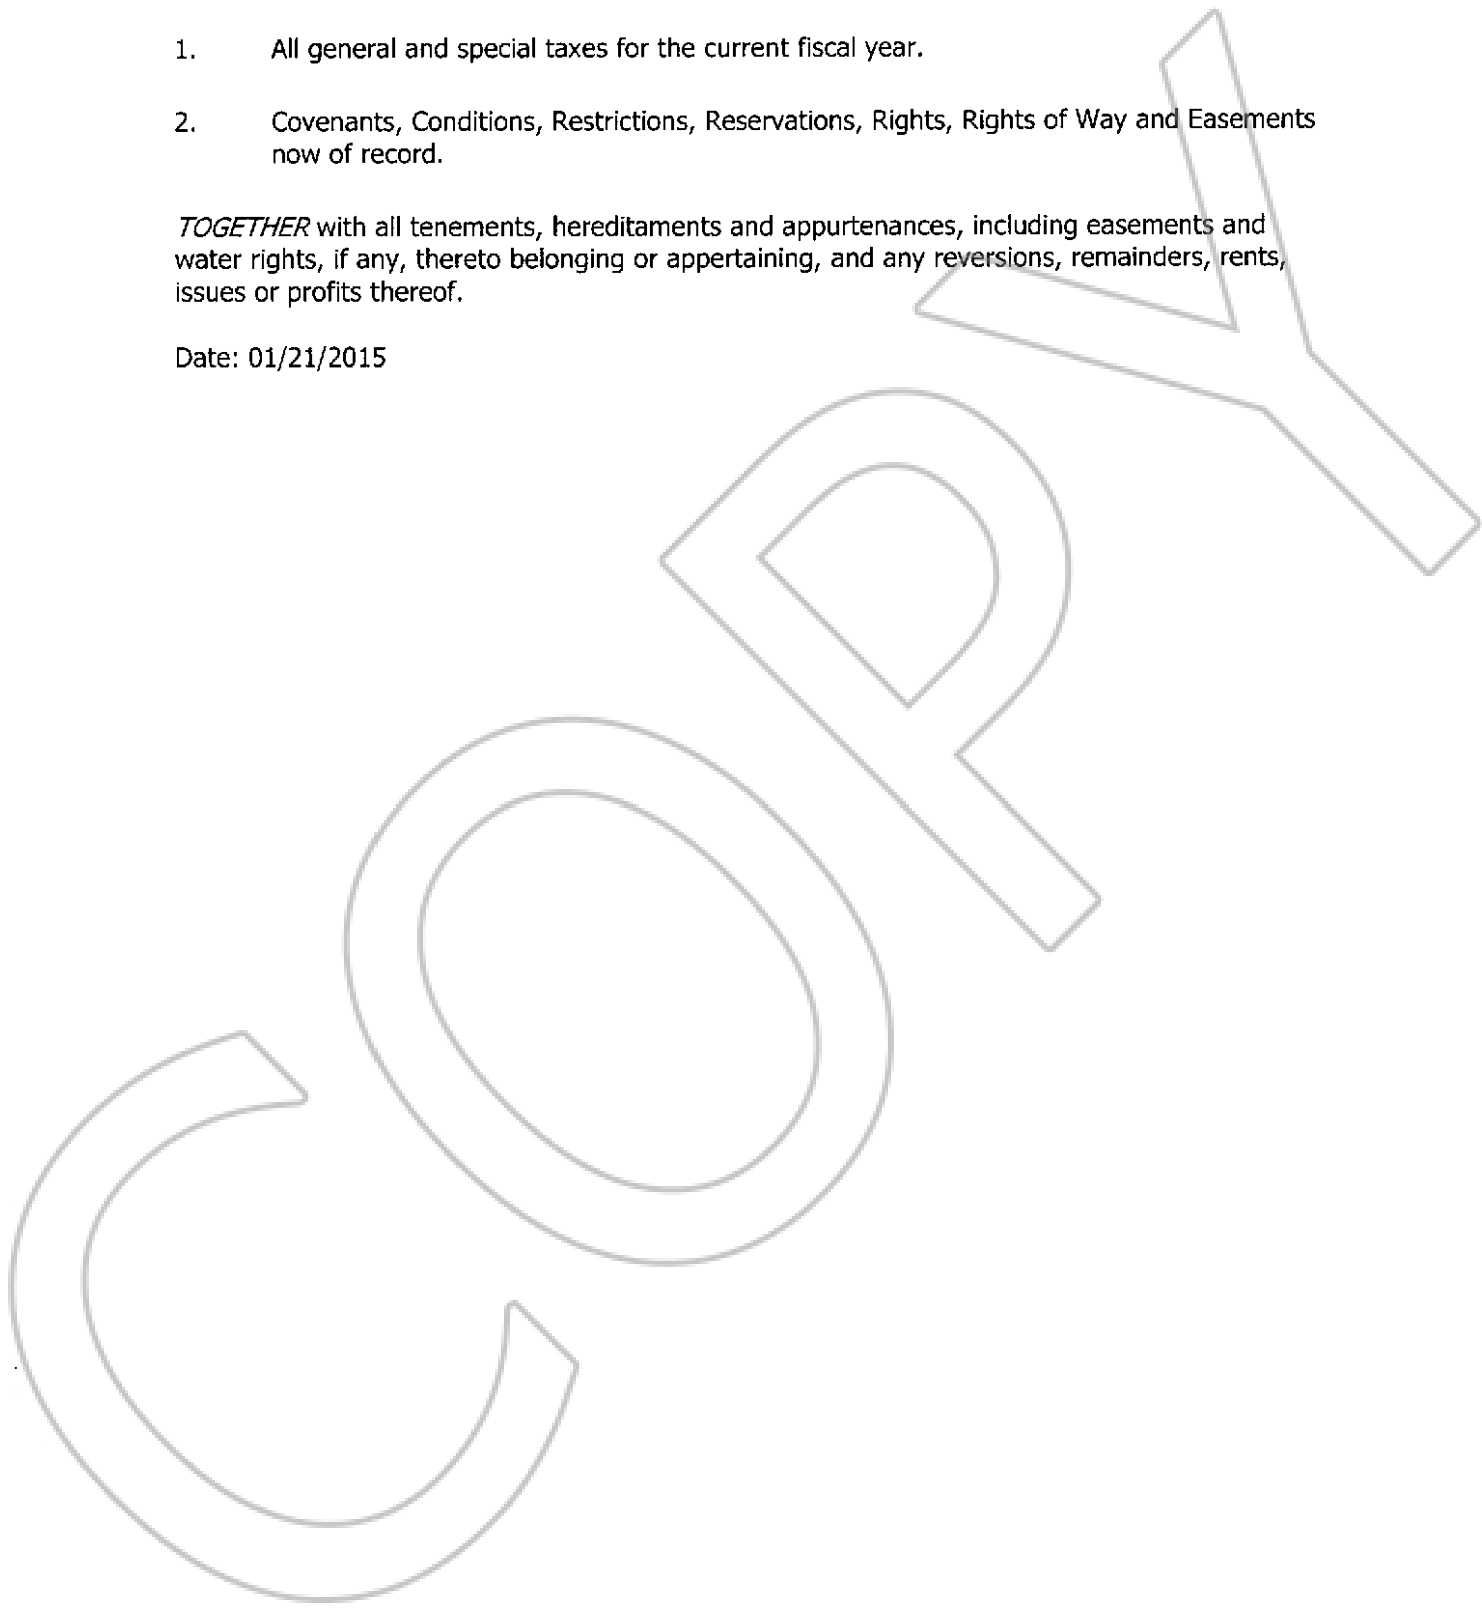 1. All general and special taxes for the current fiscal year.
2. Covenants, Conditions, Restrictions, Reservations, Rights, Rights of Way and Easements
now of record.
TOGETHER with all tenements, hereditaments and appurtenances, including easements and
water rights, if any, thereto belonging or appertaining, and any reversions, remainders, rents,
issues or profits thereof.
Date: 01/21/2015
COPY